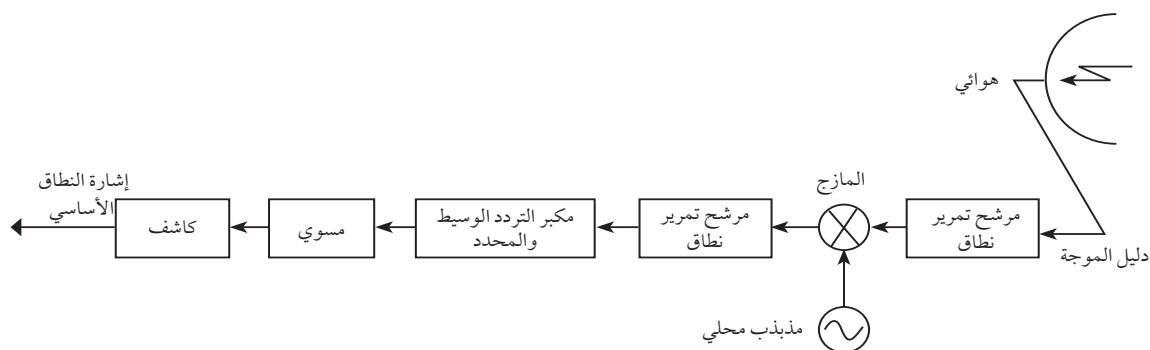 هوائي
دليل الموجة
مرشح تمرير
نطاق
المازج
مذبذب محلي
مرشح تمرير
نطاق
مكبر التردد الوسيط
والمحدد
مسوي
كاشف
إشارة النطاق
الأساسي